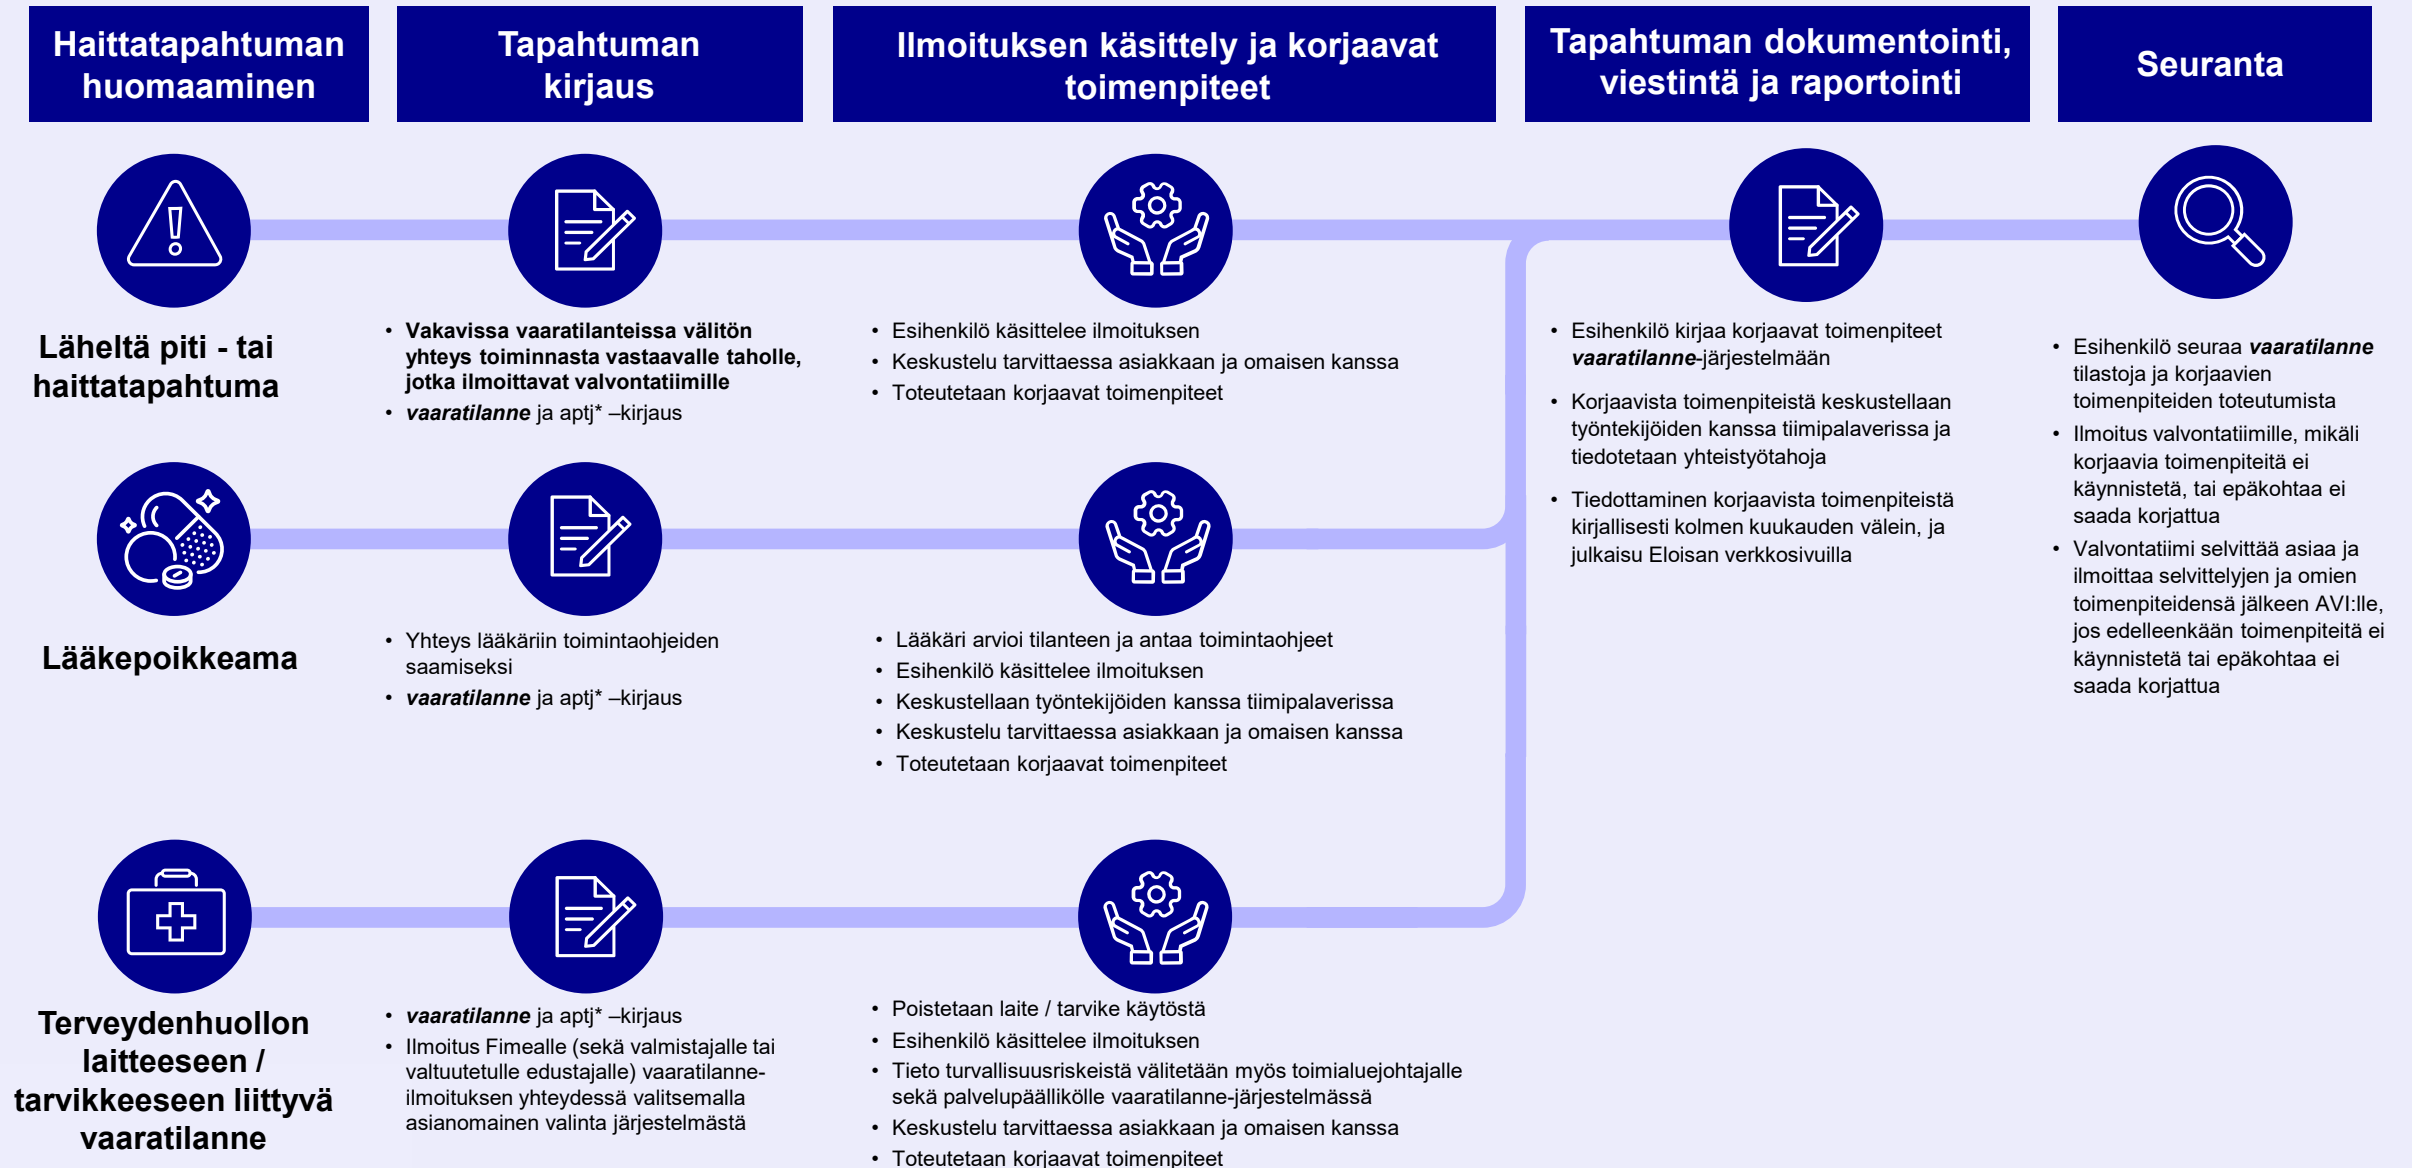 Haittatapahtuman
huomaaminen
Tapahtuman
kirjaus
Ilmoituksen käsittely ja korjaavat
toimenpiteet
Tapahtuman dokumentointi,
viestintä ja raportointi
Seuranta
Läheltä piti - tai
haittatapahtuma
• Vakavissa vaaratilanteissa välitön
yhteys toiminnasta vastaavalle taholle,
jotka ilmoittavat valvontatiimille
• vaaratilanne ja aptj* –kirjaus
• Esihenkilö käsittelee ilmoituksen
• Keskustelu tarvittaessa asiakkaan ja omaisen kanssa
• Toteutetaan korjaavat toimenpiteet
• Esihenkilö kirjaa korjaavat toimenpiteet
vaaratilanne-järjestelmään
• Korjaavista toimenpiteistä keskustellaan
työntekijöiden kanssa tiimipalaverissa ja
tiedotetaan yhteistyötahoja
• Tiedottaminen korjaavista toimenpiteistä
kirjallisesti kolmen kuukauden välein, ja
julkaisu Eloisan verkkosivuilla
• Esihenkilö seuraa vaaratilanne
tilastoja ja korjaavien
toimenpiteiden toteutumista
• Ilmoitus valvontatiimille, mikäli
korjaavia toimenpiteitä ei
käynnistetä, tai epäkohtaa ei
saada korjattua
• Valvontatiimi selvittää asiaa ja
ilmoittaa selvittelyjen ja omien
toimenpiteidensä jälkeen AVI:lle,
jos edelleenkään toimenpiteitä ei
käynnistetä tai epäkohtaa ei
saada korjattua
Lääkepoikkeama
• Yhteys lääkäriin toimintaohjeiden
saamiseksi
• vaaratilanne ja aptj* –kirjaus
• Lääkäri arvioi tilanteen ja antaa toimintaohjeet
• Esihenkilö käsittelee ilmoituksen
• Keskustellaan työntekijöiden kanssa tiimipalaverissa
• Keskustelu tarvittaessa asiakkaan ja omaisen kanssa
• Toteutetaan korjaavat toimenpiteet
Terveydenhuollon
laitteeseen /
tarvikkeeseen liittyvä
vaaratilanne
• vaaratilanne ja aptj* –kirjaus
• Ilmoitus Fimealle (sekä valmistajalle tai
valtuutetulle edustajalle) vaaratilanne-
ilmoituksen yhteydessä valitsemalla
asianomainen valinta järjestelmästä
• Poistetaan laite / tarvike käytöstä
• Esihenkilö käsittelee ilmoituksen
• Tieto turvallisuusriskeistä välitetään myös toimialuejohtajalle
sekä palvelupäällikölle vaaratilanne-järjestelmässä
• Keskustelu tarvittaessa asiakkaan ja omaisen kanssa
• Toteutetaan korjaavat toimenpiteet